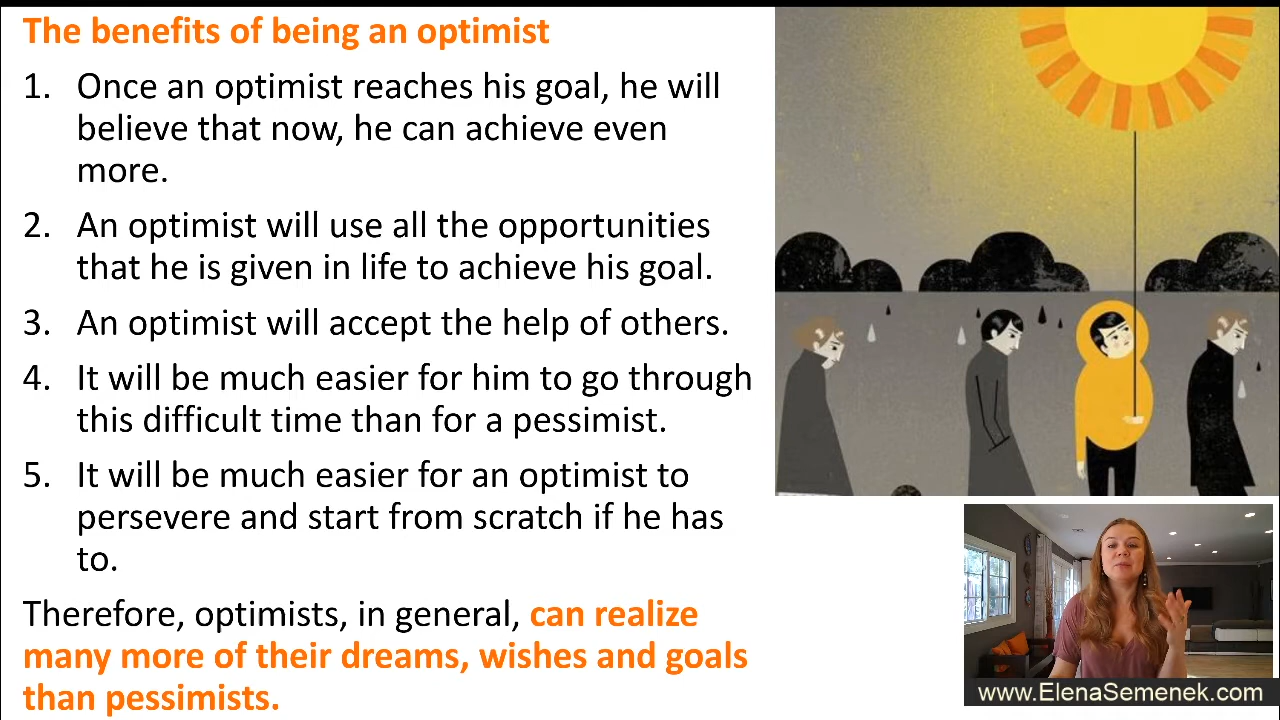 The benefits of being an optimist
1. Once an optimist reaches his goal, he will
believe that now, he can achieve even
more.
2. An optimist will use all the opportunities
that he is given in life to achieve his goal.
3. An optimist will accept the help of others.
4. It will be much easier for him to go through
this difficult time than for a pessimist.
5. It will be much easier for an optimist to
persevere and start from scratch if he has
to.
Therefore, optimists, in general, can realize
many more of their dreams, wishes and goals
than pessimists.
www.ElenaSemenek.com